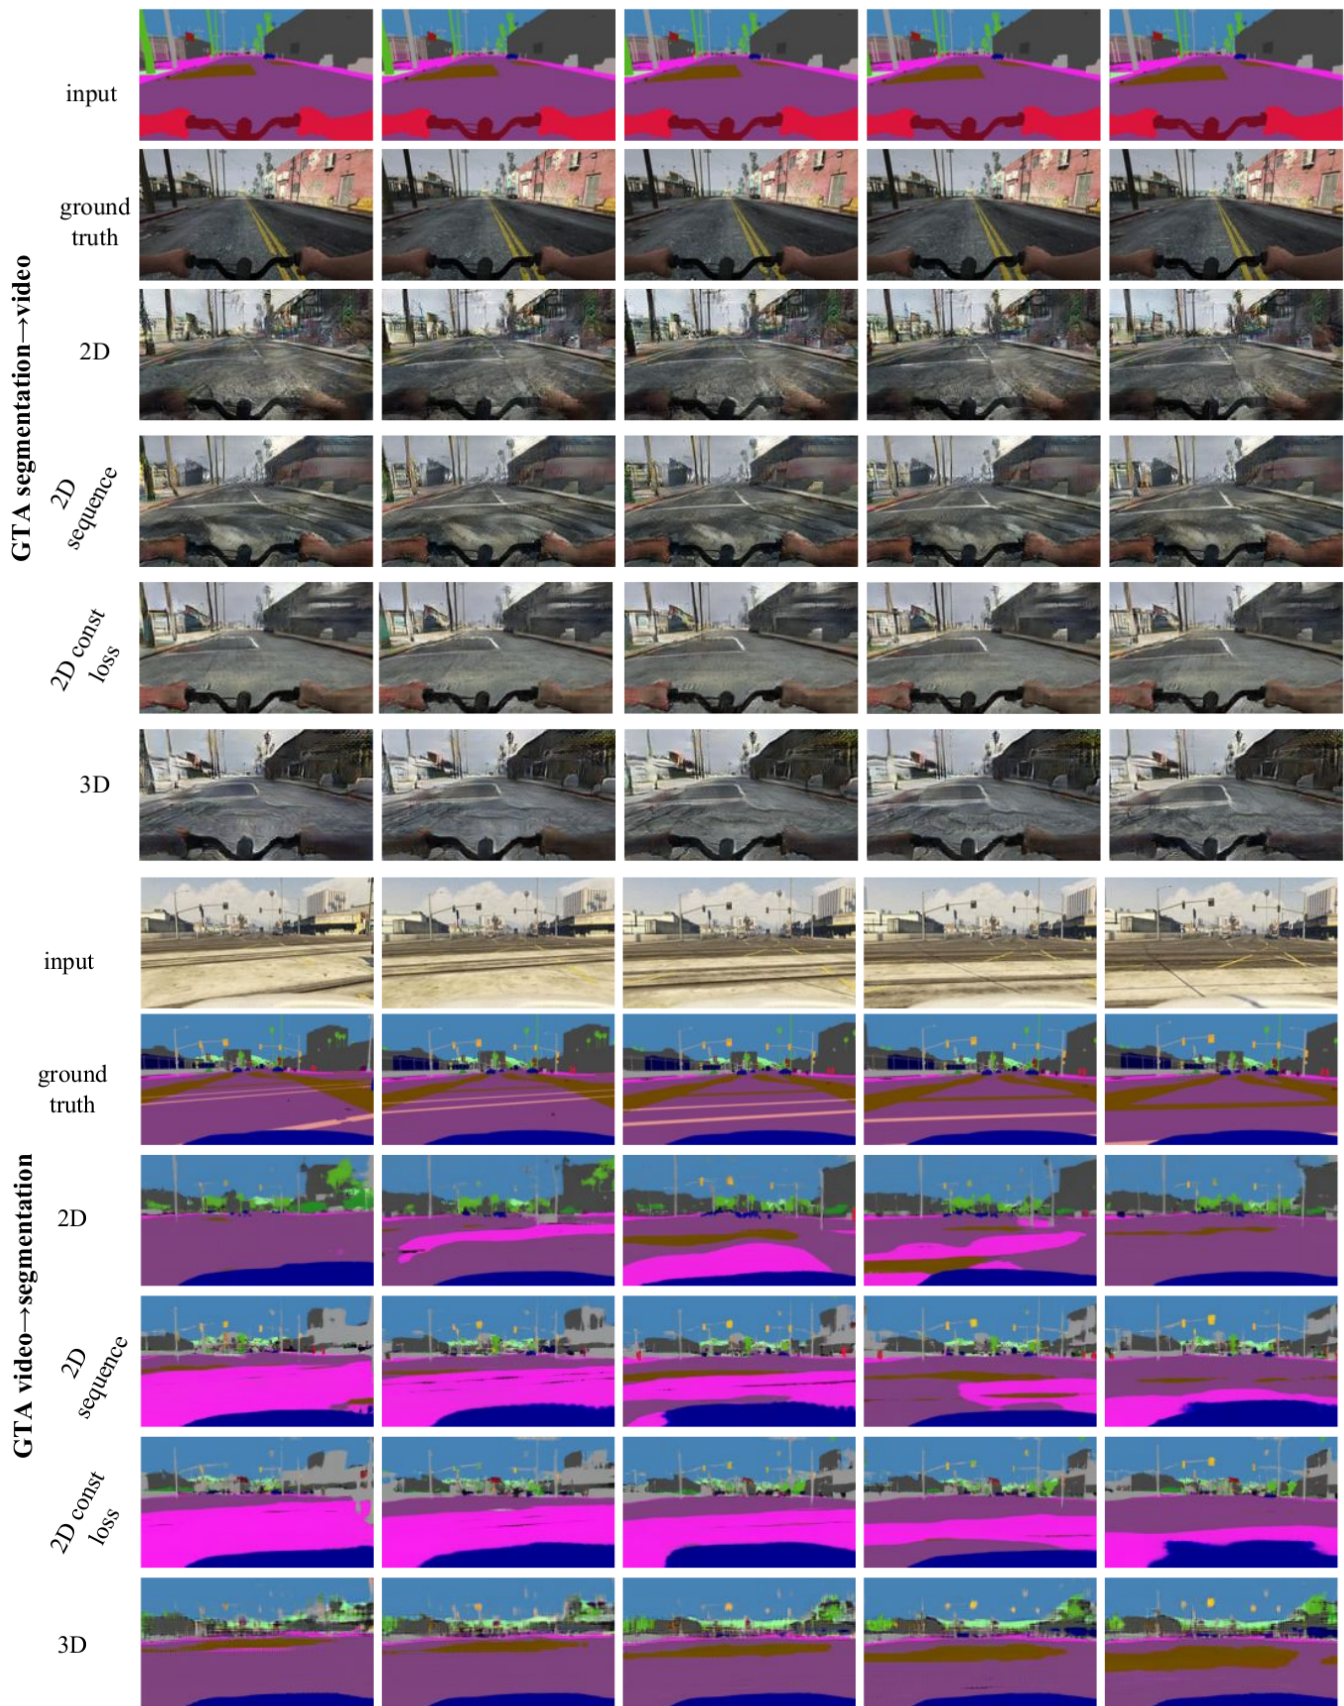 GTA segmentation→video
input
ground
truth
2D
2D
sequence
2D const
loss
3D
GTA video→segmentation
input
ground
truth
2D
2D
sequence
2D const
loss
3D